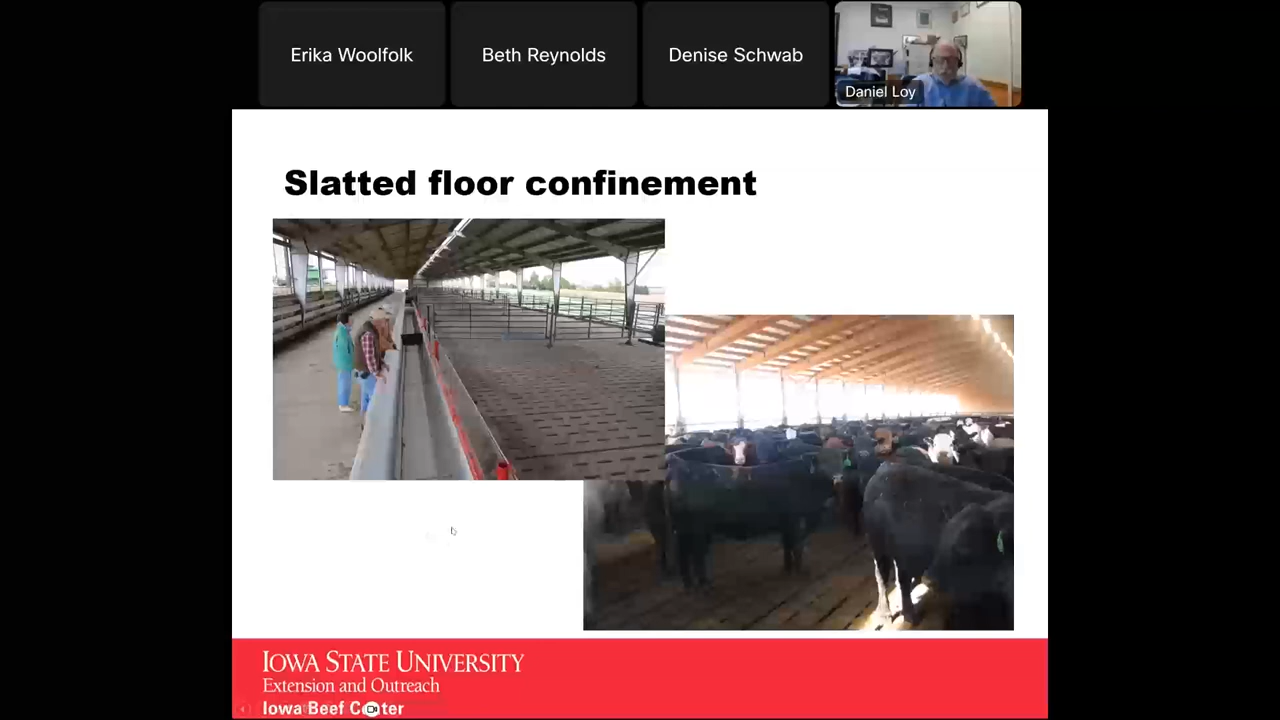 Erika Woolfolk
Beth Reynolds
Denise Schwab
Daniel Loy
Slatted floor confinement
IOWA STATE UNIVERSITY
Extension and Outreach
Iowa Beef Center